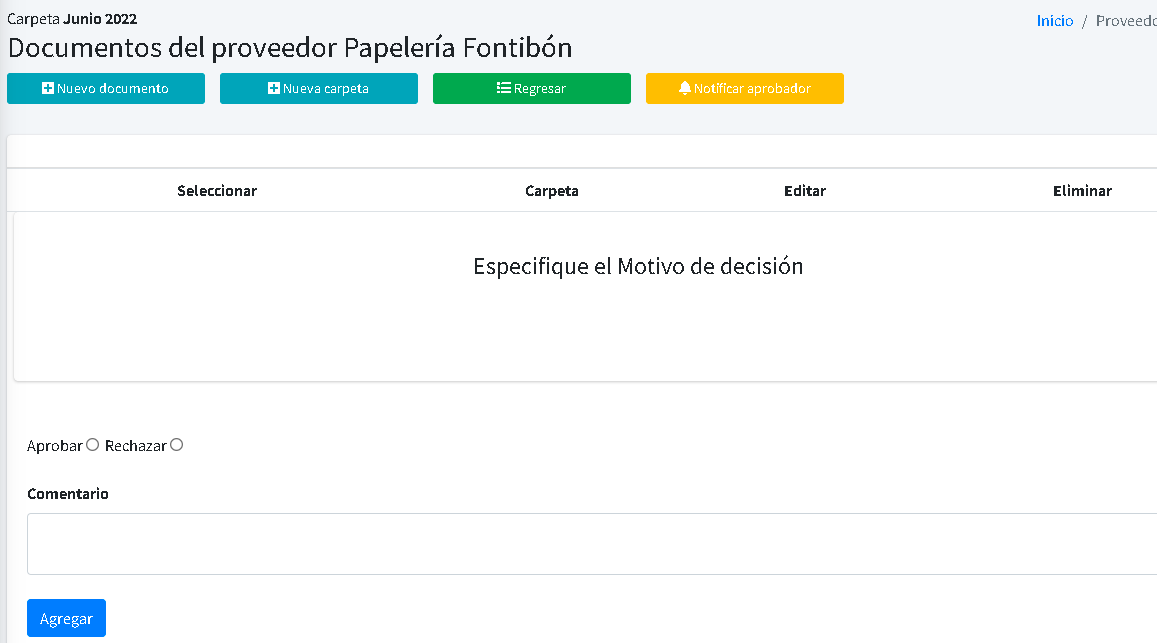 Carpeta Junio 2022
Inicio / Proveedo
Documentos del proveedor Papelería Fontibón
Nuevo documento Nueva carpeta Regresar Notificar aprobador
Seleccionar Carpeta Editar Eliminar
Especifique el Motivo de decisión
Aprobar Rechazar
Comentario
Agregar